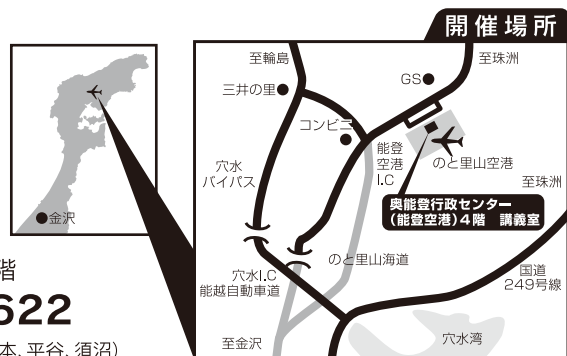 開催場所
至輪島
至珠洲
GS
三井の里
コンビニ
能登
空港
I.C
のと里山空港
穴水
バイパス
至珠洲
奥能登行政センター
(能登空港)4階 講義室
金沢
のと里山海道
穴水I.C
能越自動車道
国道
249号線
至金沢
穴水湾
階
622
本、平谷、須沼)